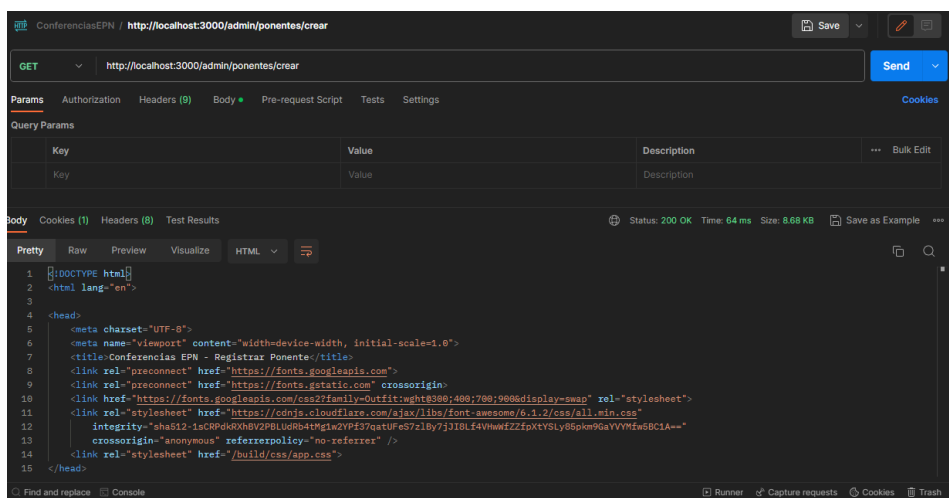 HTTP ConferenciasEPN / http://localhost:3000/admin/ponentes/crear Save
GET http://localhost:3000/admin/ponentes/crear Send
Params Authorization Headers (9) Body Pre-request Script Tests Settings Cookies
Query Params
Key Value Description ••• Bulk Edit
Key Value Description
Body Cookies (1) Headers (8) Test Results Status: 200 OK Time: 64 ms Size: 8.68 KB Save as Example •••
Pretty Raw Preview Visualize HTML
1 <!DOCTYPE html>
2 <html lang="en">
3
4 <head>
5 <meta charset="UTF-8">
6 <meta name="viewport" content="width=device-width, initial-scale=1.0">
7 <title>Conferencias EPN - Registrar Ponente</title>
8 <link rel="preconnect" href="https://fonts.googleapis.com">
9 <link rel="preconnect" href="https://fonts.gstatic.com" crossorigin>
10 <link href="https://fonts.googleapis.com/css2?family=Outfit:wght@300;400;700;900&display=swap" rel="stylesheet">
11 <link rel="stylesheet" href="https://cdnjs.cloudflare.com/ajax/libs/font-awesome/6.1.2/css/all.min.css"
12 integrity="sha512-1sCRPdkRXhBV2PBLUdRb4tMg1w2YPf37qatUFeS7zlBy7jJI8Lf4VHwWfZZfpXtYSLy85pkm9GaYVYMfw5BC1A=="
13 crossorigin="anonymous" referrerpolicy="no-referrer" />
14 <link rel="stylesheet" href="/build/css/app.css">
15 </head>
Find and replace Console Runner Capture requests Cookies Trash